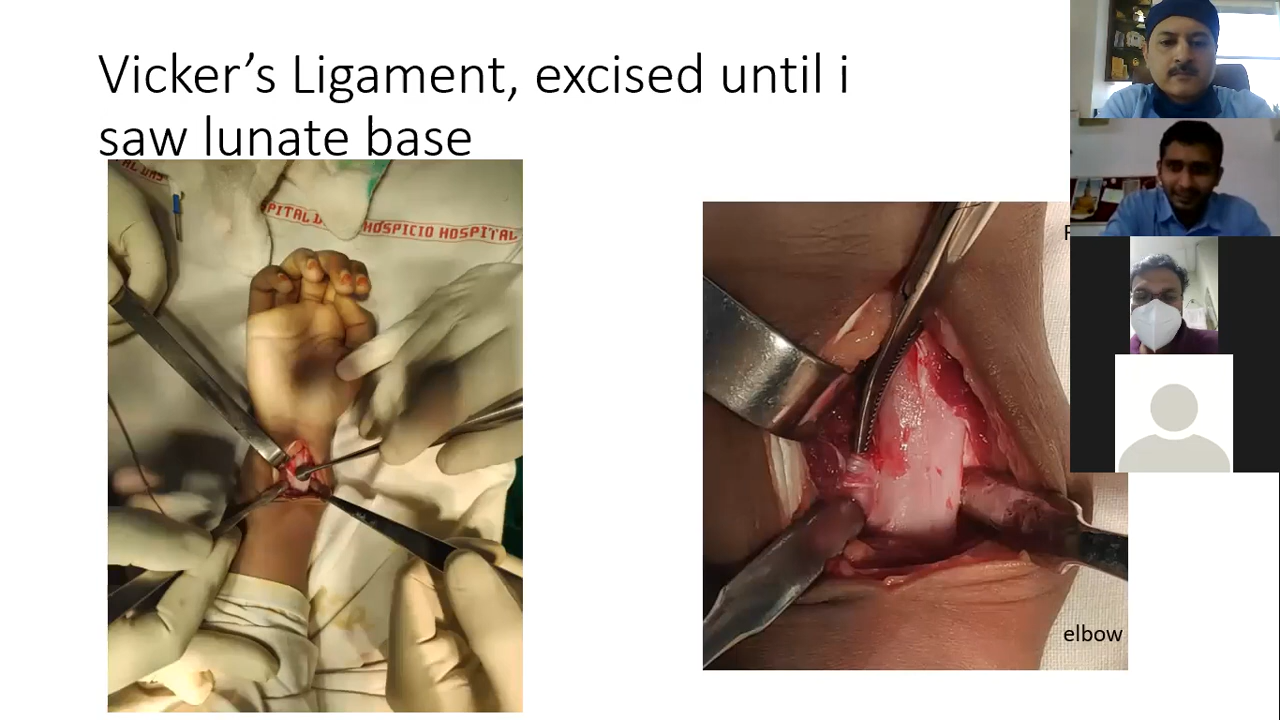 Vicker's Ligament, excised until i
saw lunate base
HOSPICIO HOSPITAL
elbow